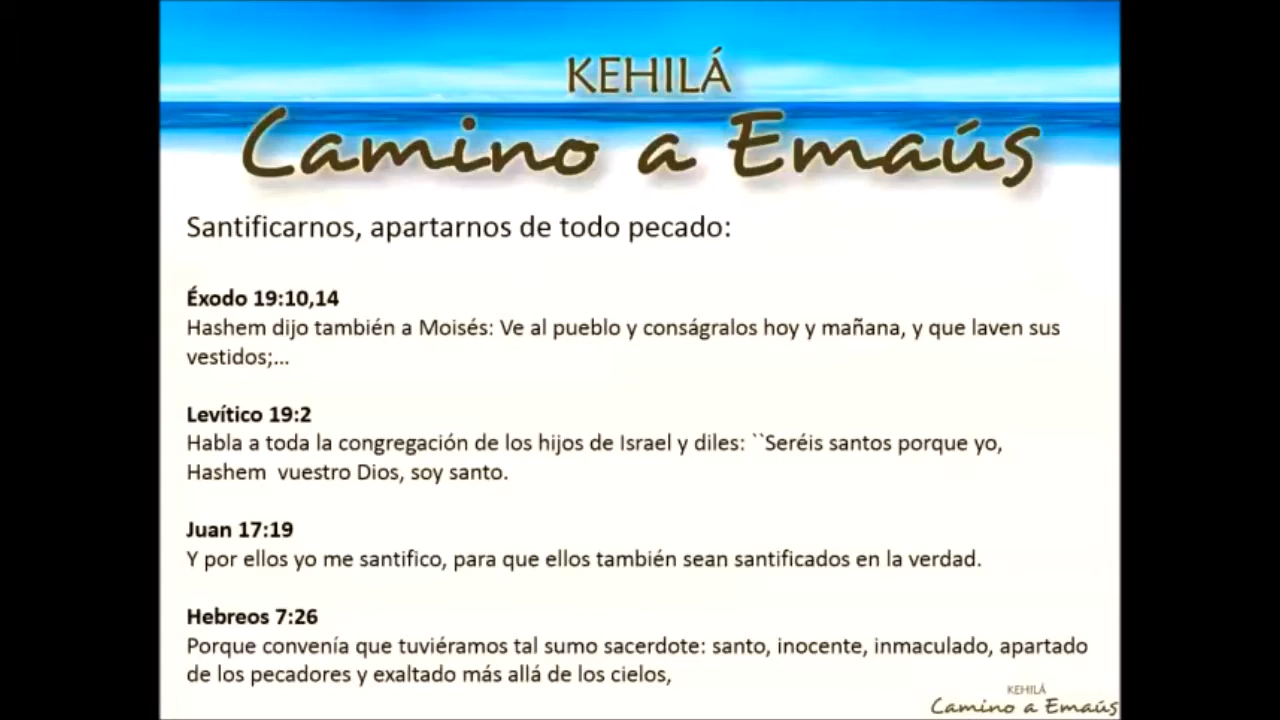 KEHILÁ
Camino a Emaús
Santificarnos, apartarnos de todo pecado:
Éxodo 19:10,14
Hashem dijo también a Moisés: Ve al pueblo y conságralos hoy y mañana, y que laven sus
vestidos;...
Levítico 19:2
Habla a toda la congregación de los hijos de Israel y diles: ``Seréis santos porque yo,
Hashem  vuestro Dios, soy santo.
Juan 17:19
Y por ellos yo me santifico, para que ellos también sean santificados en la verdad.
Hebreos 7:26
Porque convenía que tuviéramos tal sumo sacerdote: santo, inocente, inmaculado, apartado
de los pecadores y exaltado más allá de los cielos,
KEHILÁ
Camino a Emaús